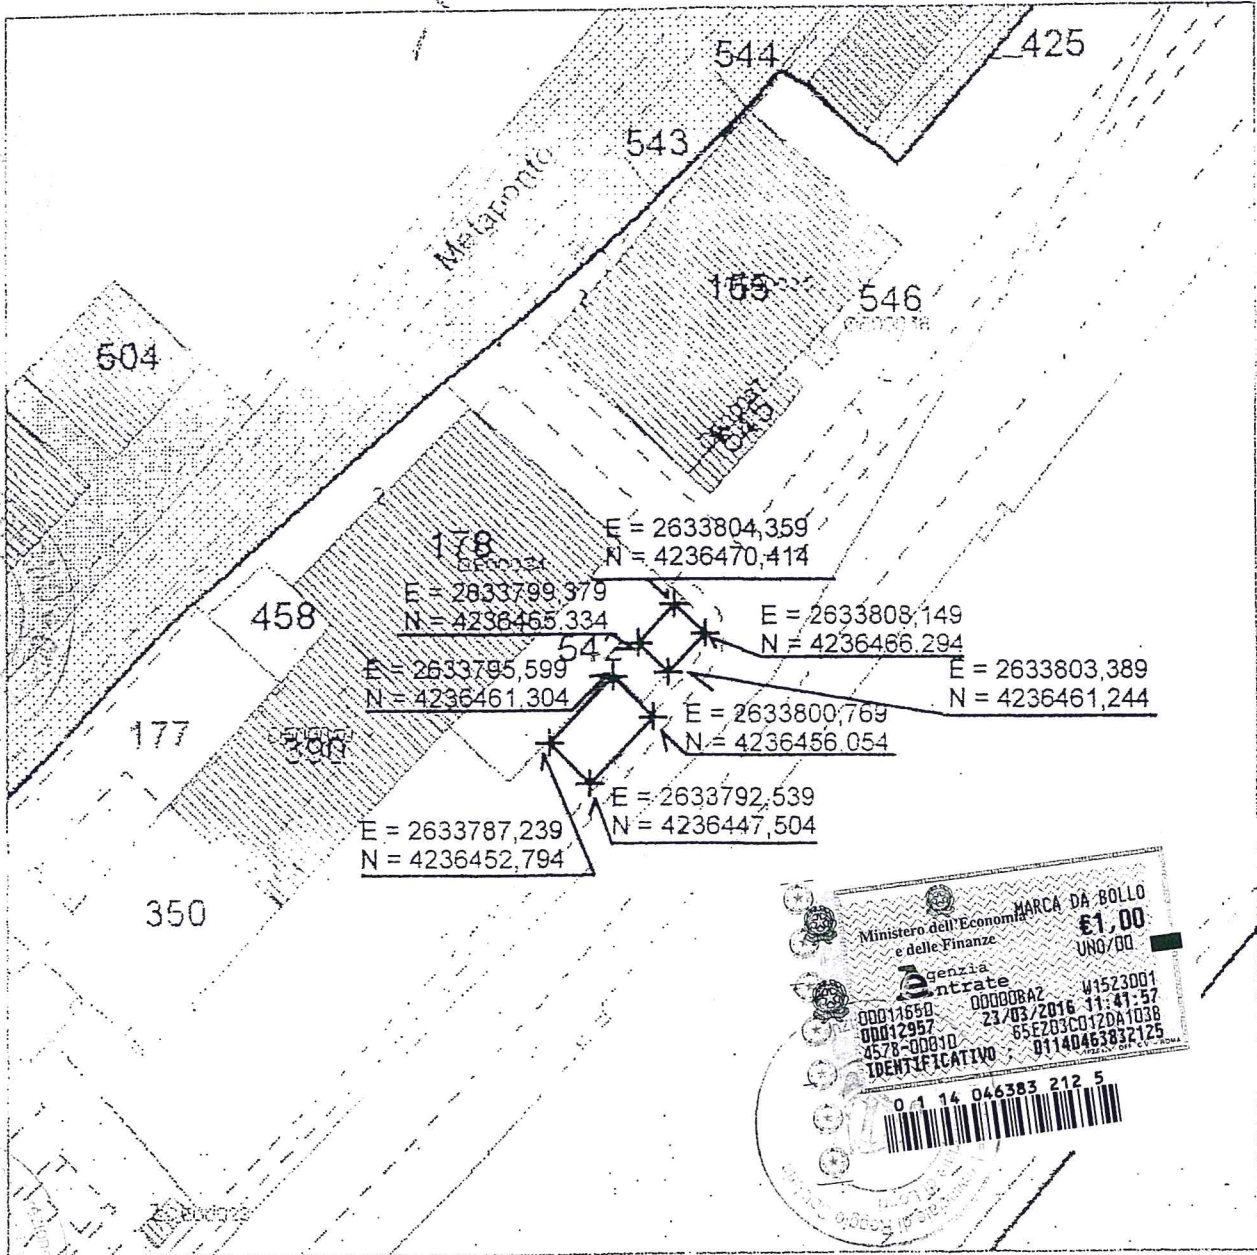 544
425
543
Metaponto
546
604
178
E = 2633804,359
N = 4236470,414
E = 2633799,379
N = 4236465,334
E = 2633808,149
N = 4236466,294
458
E = 2633795,599
N = 4236461,304
E = 2633803,389
N = 4236461,244
E = 2633800,769
N = 4236456,054
177
390
E = 2633792,539
N = 4236447,504
E = 2633787,239
N = 4236452,794
350
MARCA DA BOLLO
Ministero dell'Economia
e delle Finanze
€1,00
UNO/00
genzia
ntrate
00011650 00000BA2 W1523001
00012957 23/03/2016 11:41:57
4578-00010 65E203C012DA103B
IDENTIFICATIVO : 01140463832125
0 1 14 046383 212 5